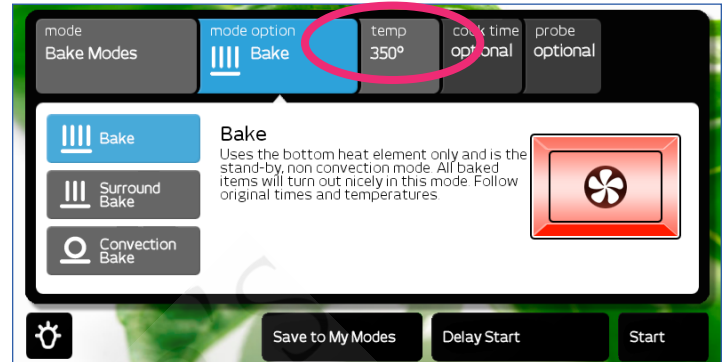 mode
Bake Modes
mode option
Bake
temp
350°
cook time
optional
probe
optional
Bake
Surround
Bake
Convection
Bake
Bake
Uses the bottom heat element only and is the
stand-by, non convection mode. All baked
items will turn out nicely in this mode. Follow
original times and temperatures.
Save to My Modes
Delay Start
Start